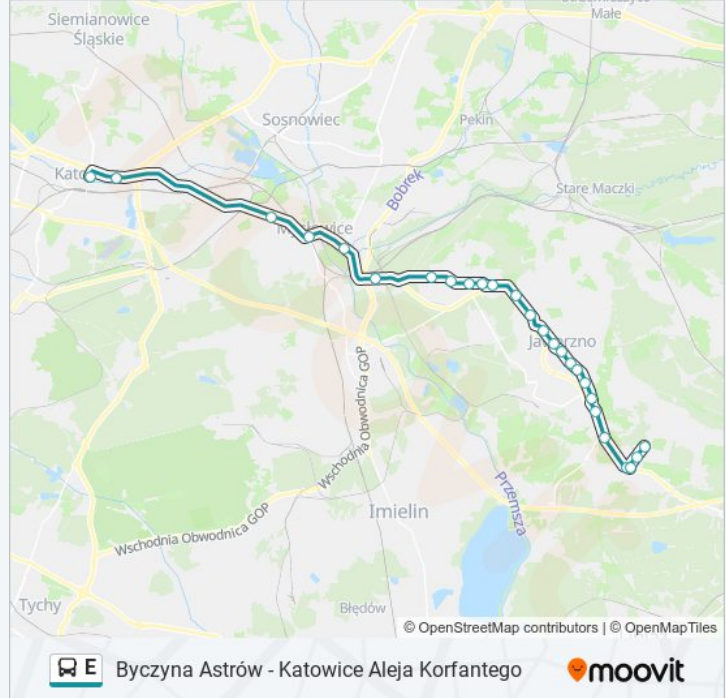 Siemianowice
Śląskie
Małe
Sosnowiec
Pekin
Bobrek
Stare Maczki
Jaworzno
Wschodnia Obwodnica GOP
Przemsza
Imielin
Wschodnia Obwodnica GOP
Tychy
Błędów
© OpenStreetMap contributors | © OpenMapTiles
E Byczyna Astrów - Katowice Aleja Korfantego
moovit